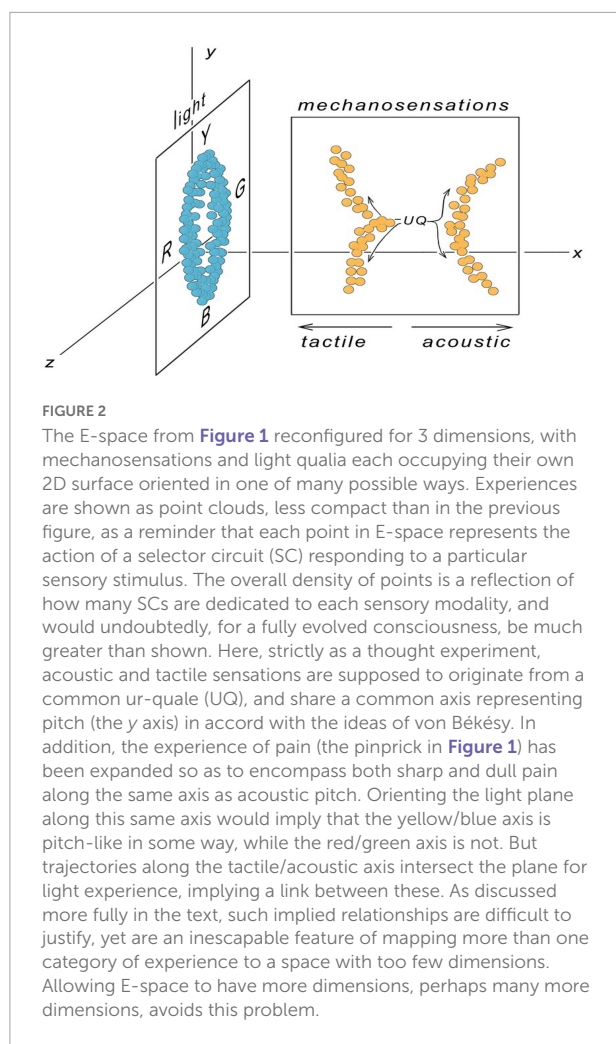 y
light
Y
G
R
B
z
mechanosensations
UQ
x
tactile
acoustic
FIGURE 2
The E-space from Figure 1 reconfigured for 3 dimensions, with
mechanosensations and light qualia each occupying their own
2D surface oriented in one of many possible ways. Experiences
are shown as point clouds, less compact than in the previous
figure, as a reminder that each point in E-space represents the
action of a selector circuit (SC) responding to a particular
sensory stimulus. The overall density of points is a reflection of
how many SCs are dedicated to each sensory modality, and
would undoubtedly, for a fully evolved consciousness, be much
greater than shown. Here, strictly as a thought experiment,
acoustic and tactile sensations are supposed to originate from a
common ur-quale (UQ), and share a common axis representing
pitch (the y axis) in accord with the ideas of von Békésy. In
addition, the experience of pain (the pinprick in Figure 1) has
been expanded so as to encompass both sharp and dull pain
along the same axis as acoustic pitch. Orienting the light plane
along this same axis would imply that the yellow/blue axis is
pitch-like in some way, while the red/green axis is not. But
trajectories along the tactile/acoustic axis intersect the plane for
light experience, implying a link between these. As discussed
more fully in the text, such implied relationships are difficult to
justify, yet are an inescapable feature of mapping more than one
category of experience to a space with too few dimensions.
Allowing E-space to have more dimensions, perhaps many more
dimensions, avoids this problem.